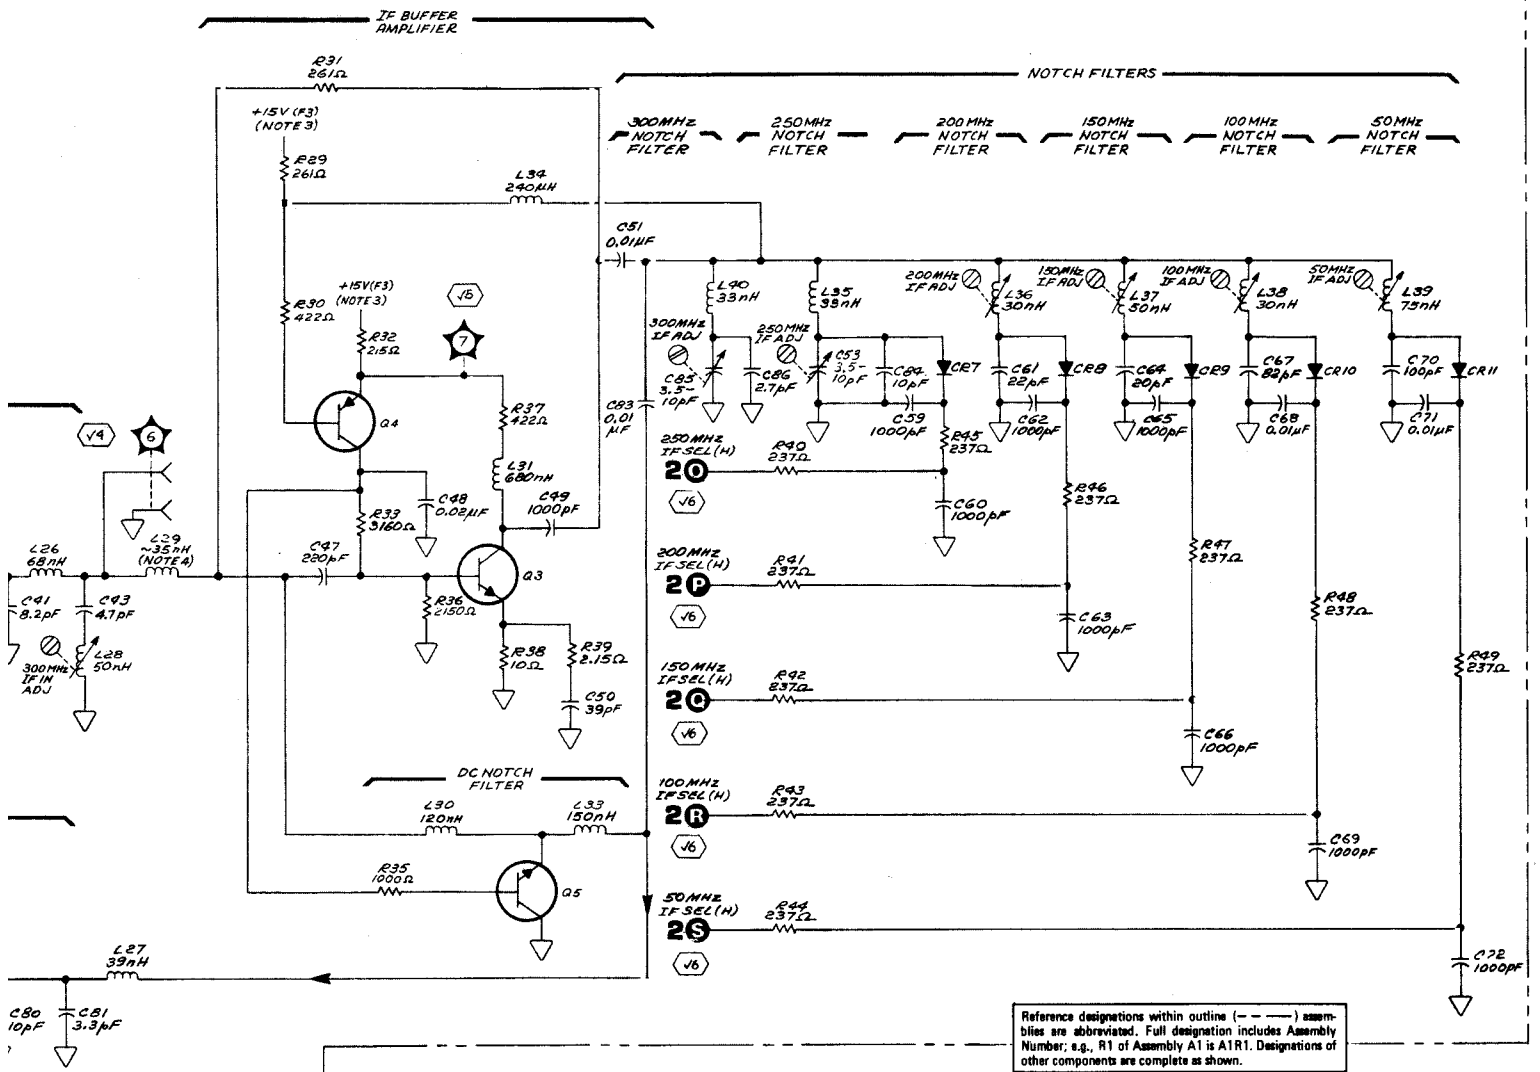 IF BUFFER
AMPLIFIER
R31
261Ω
NOTCH FILTERS
+15V (F3)
(NOTE 3)
300MHz
NOTCH
FILTER
250MHz
NOTCH
FILTER
200MHz
NOTCH
FILTER
150MHz
NOTCH
FILTER
100MHz
NOTCH
FILTER
50MHz
NOTCH
FILTER
R29
261Ω
L34
240μH
C51
0.01μF
+15V(F3)
(NOTE 3)
√5
7
R30
422Ω
R32
215Ω
L40
33nH
L35
33nH
200MHz
IF ADJ
L36
30nH
150MHz
IF ADJ
L37
50nH
100MHz
IF ADJ
L38
30nH
50MHz
IF ADJ
L39
75nH
300MHz
IF ADJ
C85
3.5-
10pF
C86
2.7pF
250MHz
IF ADJ
C53
3.5-
10pF
C84
10pF
CR7
C61
22pF
CR8
C64
20pF
CR9
C67
82pF
CR10
C70
100pF
CR11
C59
1000pF
C62
1000pF
C65
1000pF
C68
0.01μF
C71
0.01μF
√4
6
Q4
R37
422Ω
C83
0.01
μF
R45
237Ω
250MHz
IF SEL(H)
2 O
√6
R40
237Ω
L31
680nH
C48
0.02μF
C49
1000pF
C60
1000pF
R46
237Ω
R33
3160Ω
L26
68nH
L29
~35nH
(NOTE 4)
C47
220pF
Q3
R47
237Ω
200MHz
IF SEL(H)
2 P
√6
R41
237Ω
C41
8.2pF
C43
4.7pF
R36
2150Ω
C63
1000pF
R48
237Ω
300MHz
IF IN
ADJ
L28
50nH
R38
10Ω
R39
2.15Ω
C50
39pF
R49
237Ω
150MHz
IF SEL(H)
2 Q
√6
R42
237Ω
C66
1000pF
DC NOTCH
FILTER
L30
120nH
L33
150nH
100MHz
IF SEL(H)
2 R
√6
R43
237Ω
C69
1000pF
R35
1000Ω
Q5
50MHz
IF SEL(H)
2 S
√6
R44
237Ω
C72
1000pF
L27
39nH
C80
10pF
C81
3.3pF
Reference designations within outline (— — ——) assem-
blies are abbreviated. Full designation includes Assembly
Number; e.g., R1 of Assembly A1 is A1R1. Designations of
other components are complete as shown.